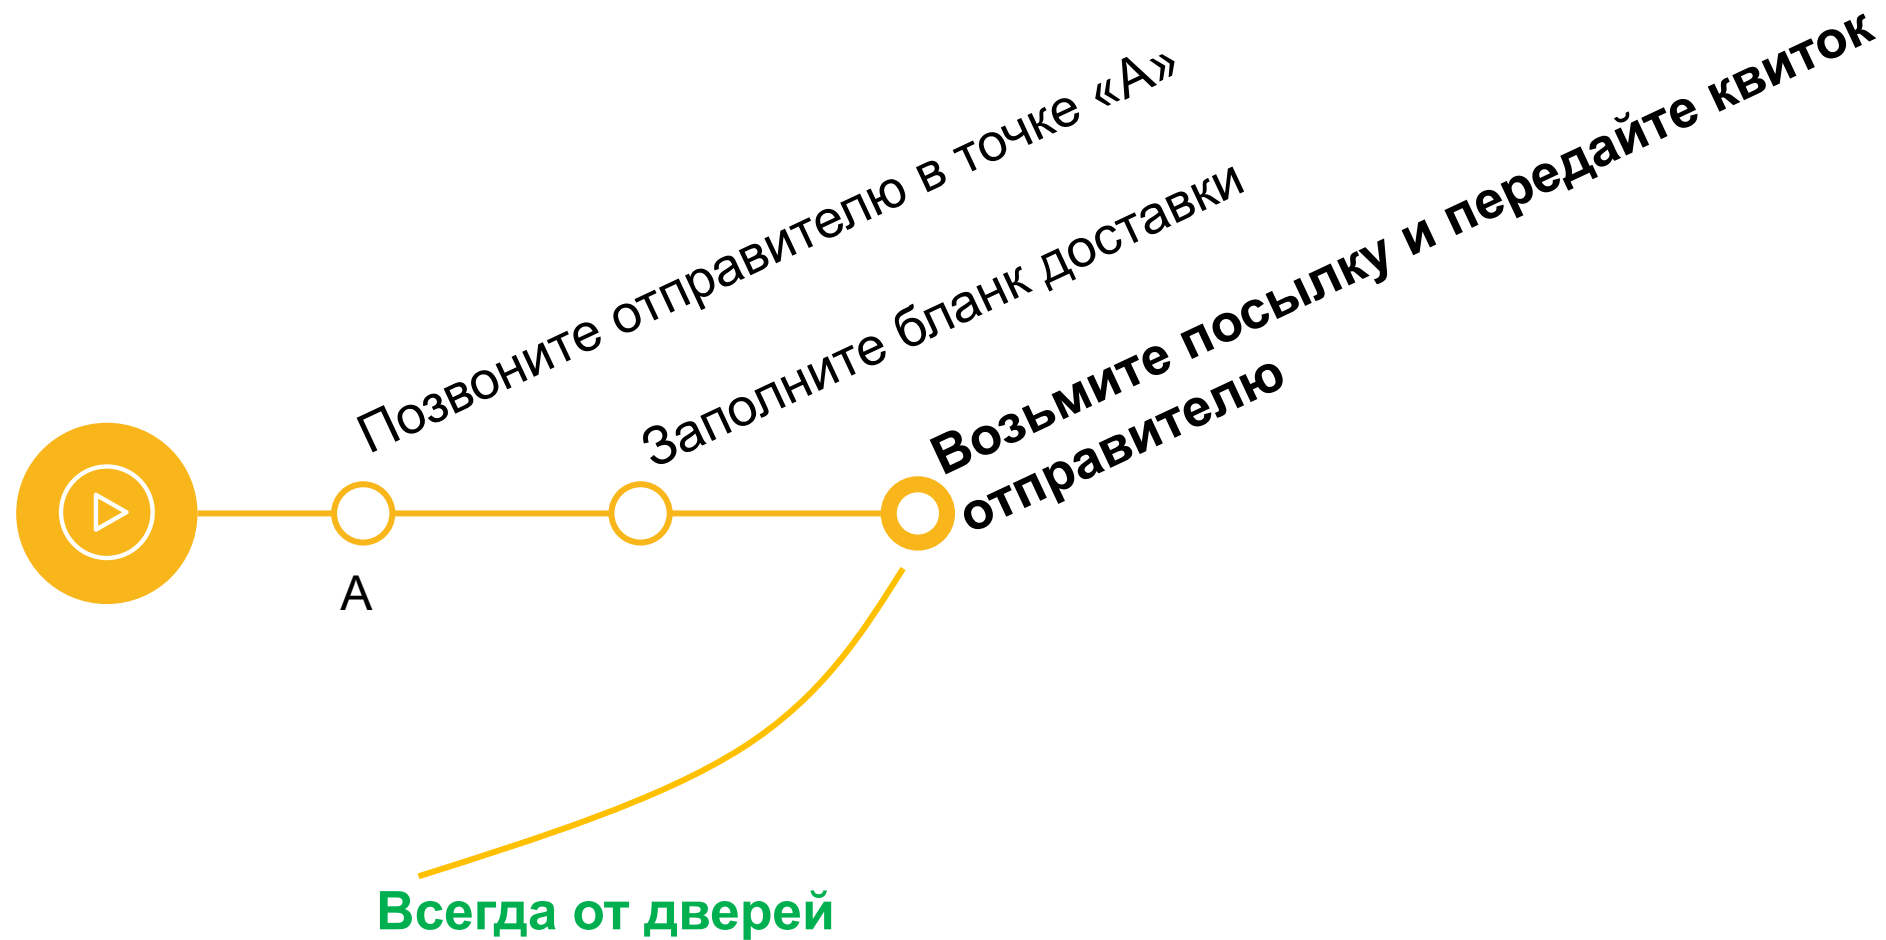 Позвоните отправителю в точке «А»
Заполните бланк доставки
Возьмите посылку и передайте квиток
отправителю
А
Всегда от дверей